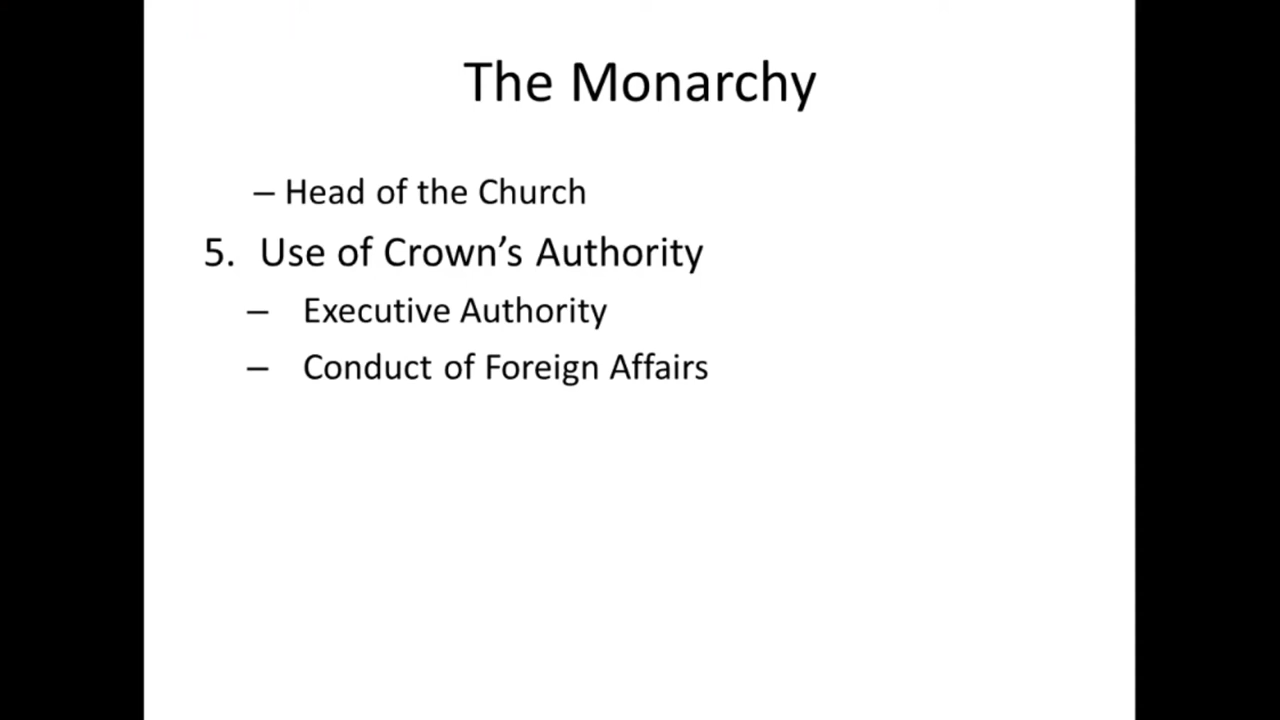 The Monarchy
– Head of the Church
5. Use of Crown’s Authority
– Executive Authority
– Conduct of Foreign Affairs